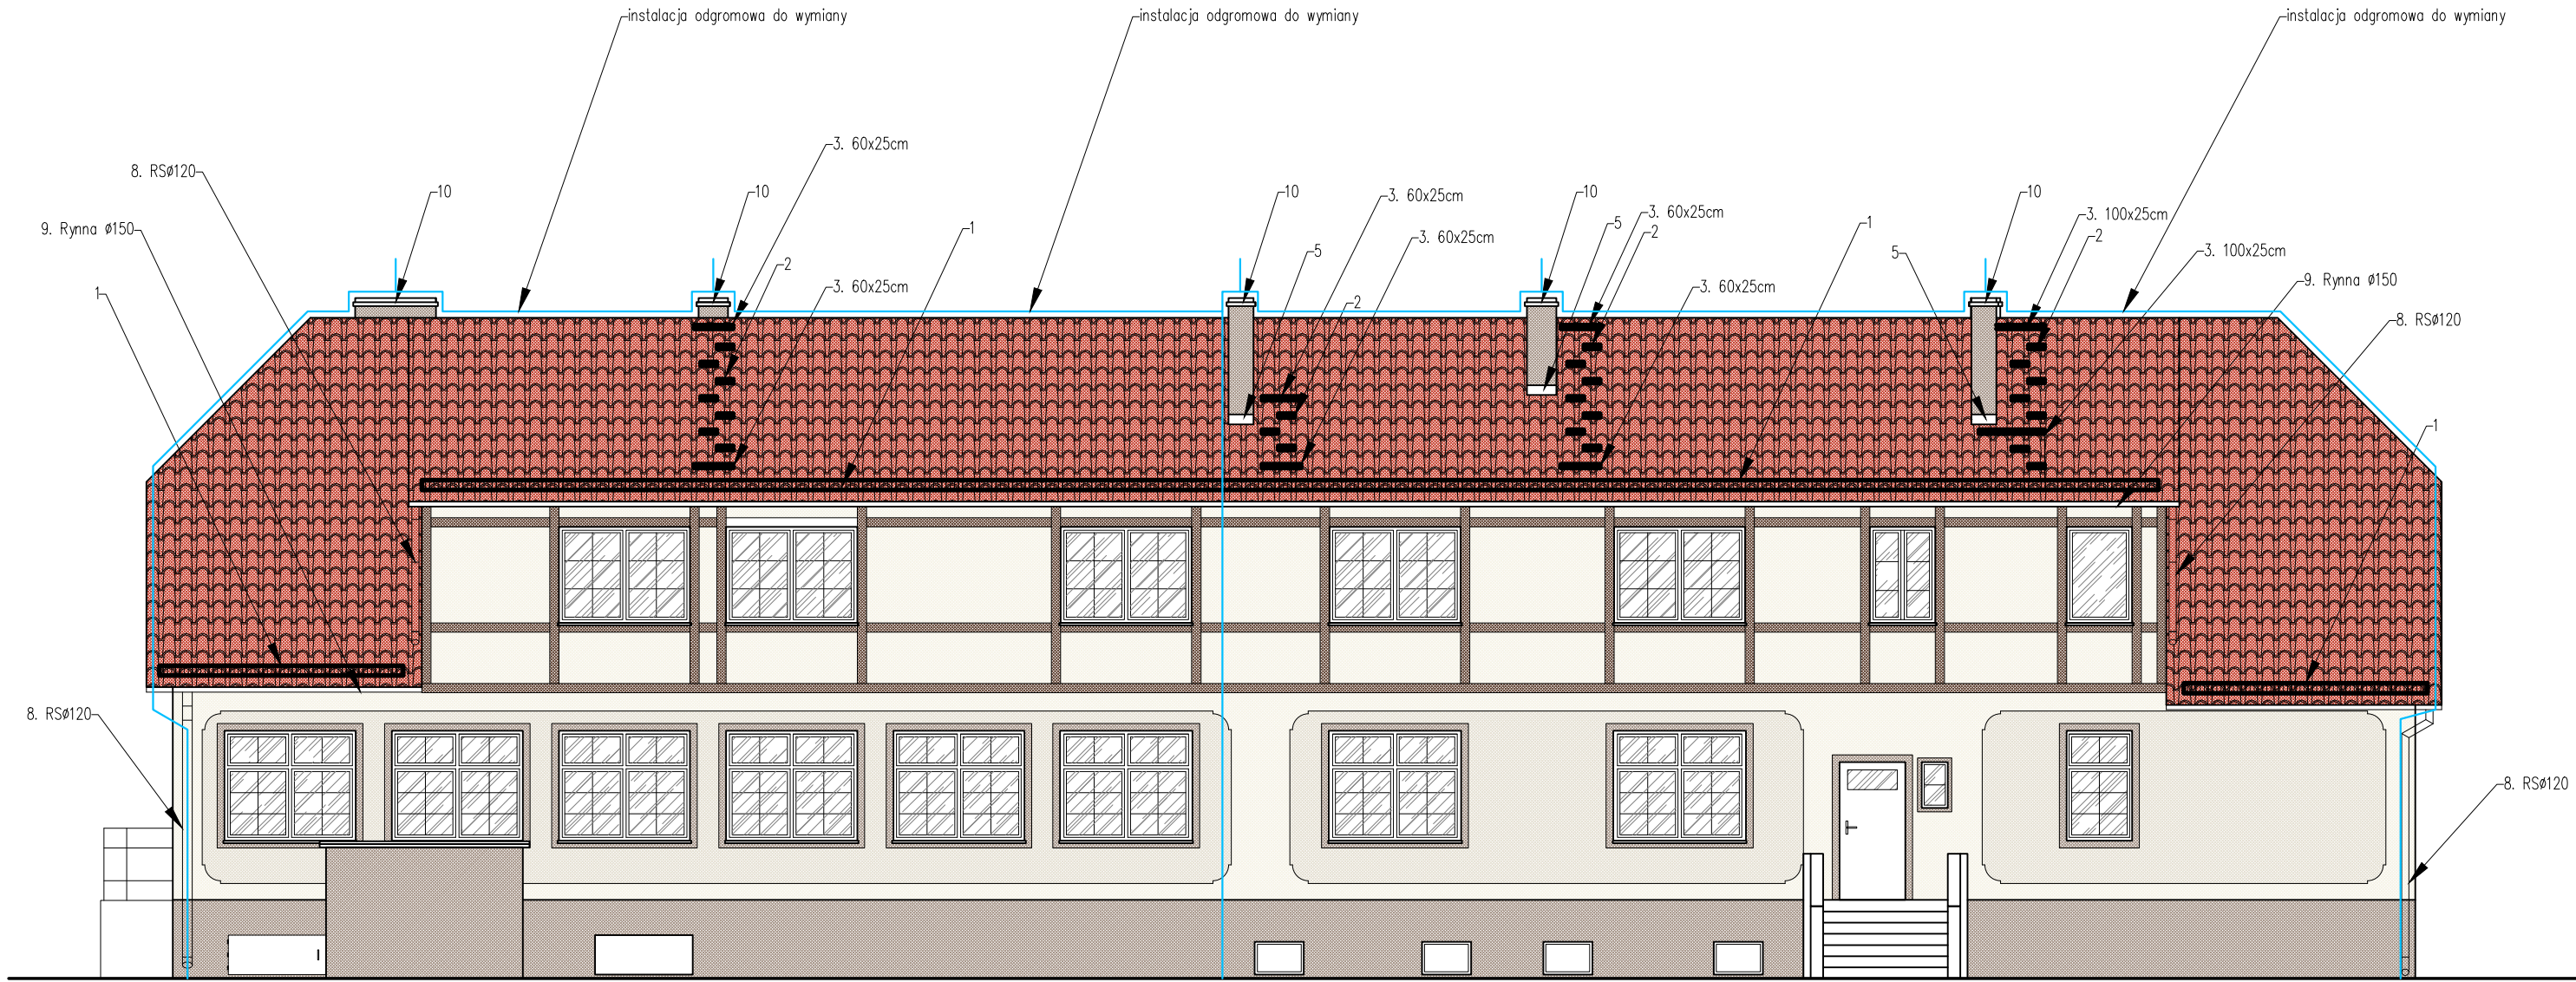 instalacja odgromowa do wymiany
instalacja odgromowa do wymiany
instalacja odgromowa do wymiany
3. 60x25cm
8. RSø120
10
10
10
10
10
3. 60x25cm
3. 60x25cm
3. 100x25cm
9. Rynna ø150
1
5
1
2
2
3. 60x25cm
5
5
3. 100x25cm
2
3. 60x25cm
3. 60x25cm
9. Rynna ø150
1
2
8. RSø120
1
8. RSø120
8. RSø120